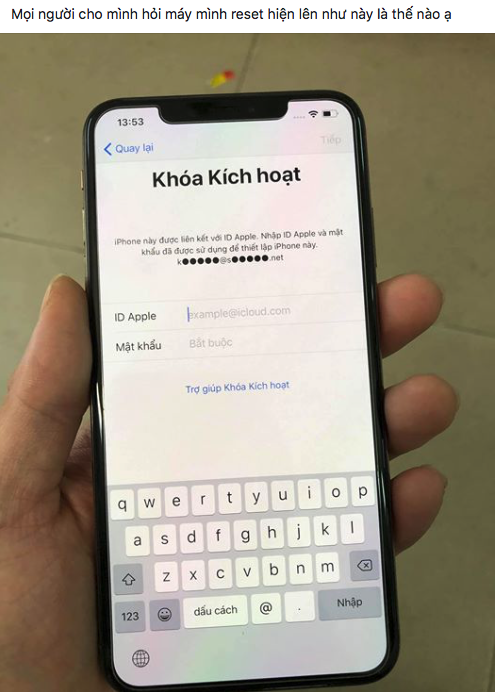 Mọi người cho mình hỏi máy mình reset hiện lên như này là thế nào ạ
13:53
Quay lại
Tiếp
Khóa Kích hoạt
iPhone này được liên kết với ID Apple. Nhập ID Apple và mật
khẩu đã được sử dụng để thiết lập iPhone này.
k●●●●●@s●●●●●.net
ID Apple
example@icloud.com
Mật khẩu
Bắt buộc
Trợ giúp Khóa Kích hoạt
q w e r t y u i o p
a s d f g h j k l
z x c v b n m
123 dấu cách @ . Nhập